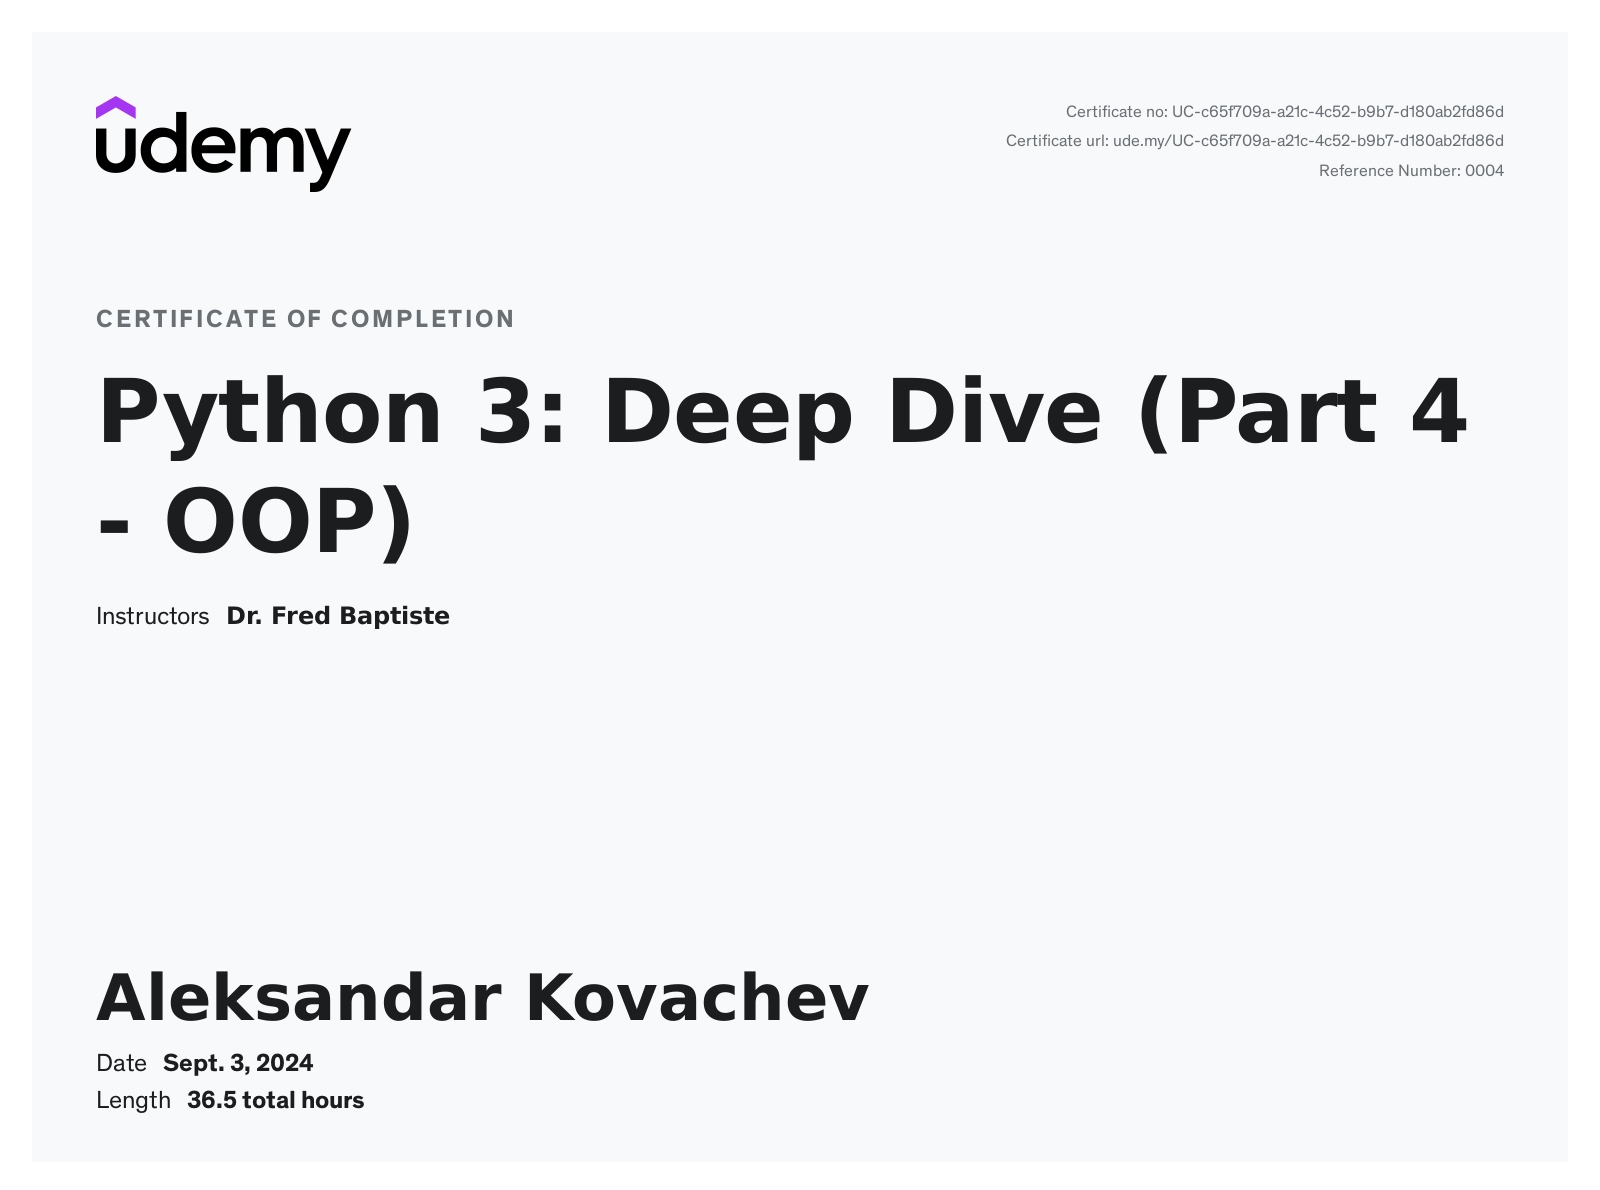 udemy
Certificate no: UC-c65f709a-a21c-4c52-b9b7-d180ab2fd86d
Certificate url: ude.my/UC-c65f709a-a21c-4c52-b9b7-d180ab2fd86d
Reference Number: 0004
CERTIFICATE OF COMPLETION
Python 3: Deep Dive (Part 4
- OOP)
Instructors Dr. Fred Baptiste
Aleksandar Kovachev
Date Sept. 3, 2024
Length 36.5 total hours